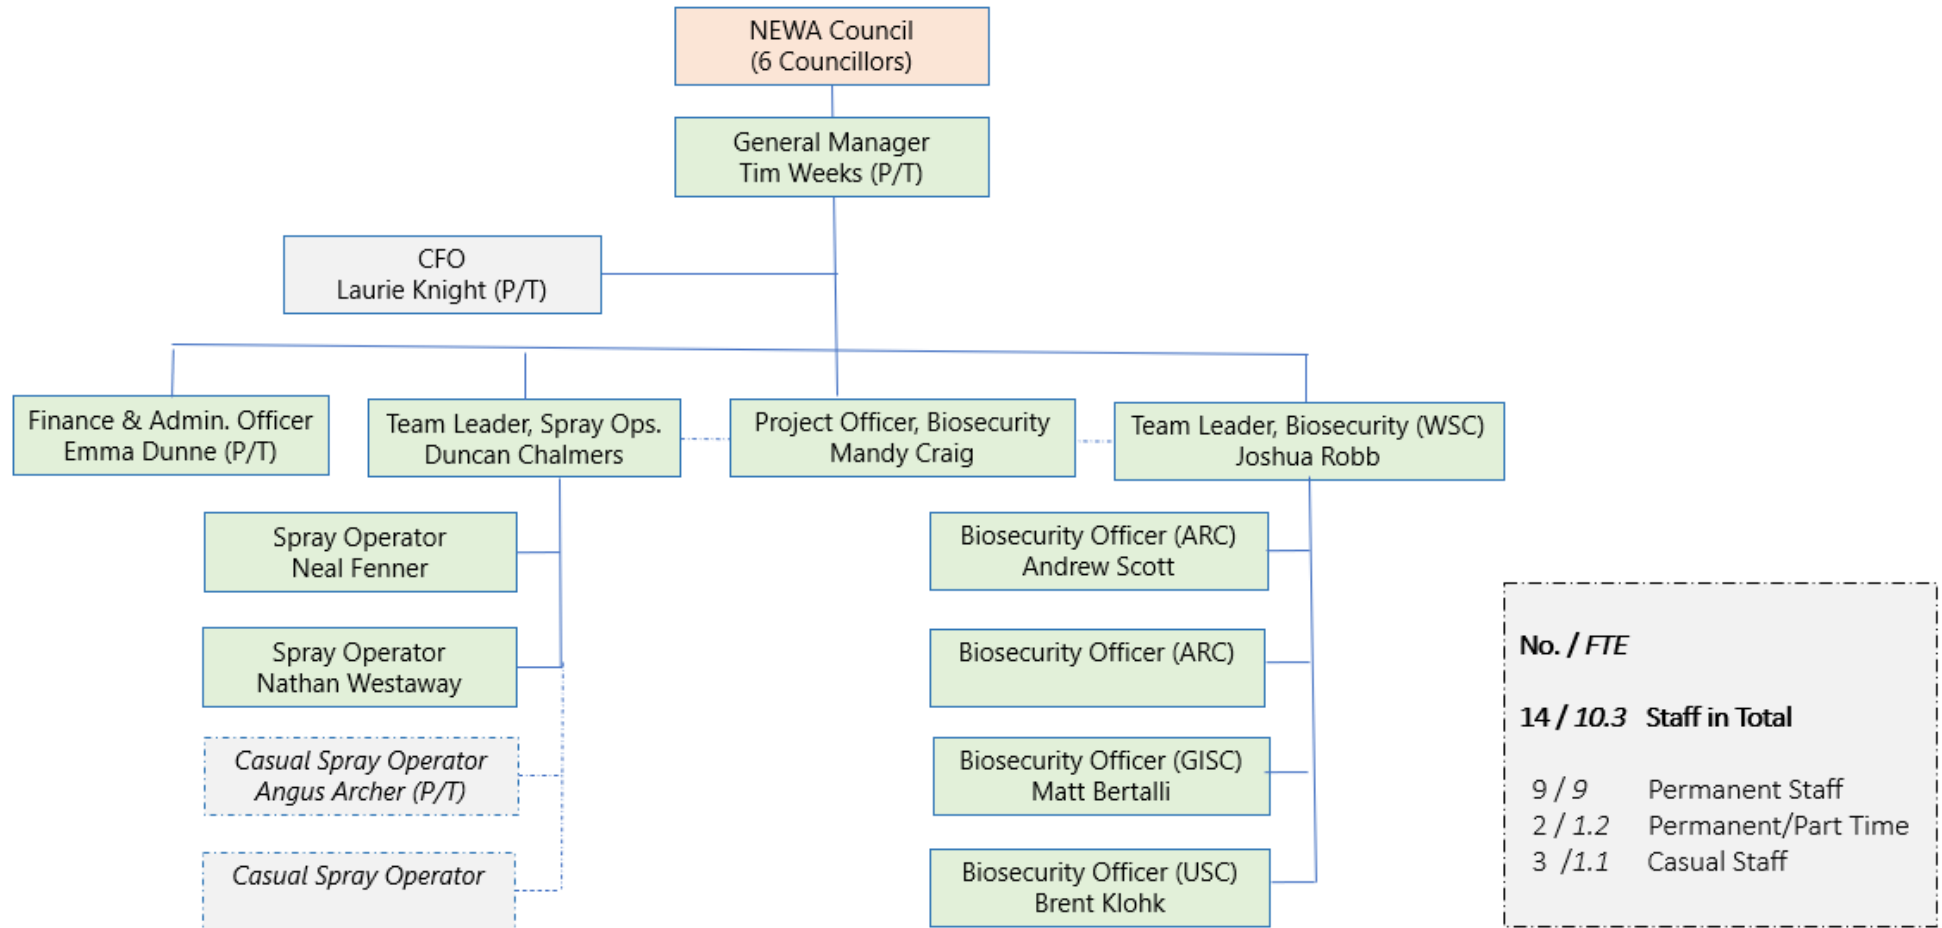 NEWA Council
(6 Councillors)
General Manager
Tim Weeks (P/T)
CFO
Laurie Knight (P/T)
Finance & Admin. Officer
Emma Dunne (P/T)
Team Leader, Spray Ops.
Duncan Chalmers
Project Officer, Biosecurity
Mandy Craig
Team Leader, Biosecurity (WSC)
Joshua Robb
Spray Operator
Neal Fenner
Spray Operator
Nathan Westaway
Casual Spray Operator
Angus Archer (P/T)
Casual Spray Operator
Biosecurity Officer (ARC)
Andrew Scott
Biosecurity Officer (ARC)
Biosecurity Officer (GISC)
Matt Bertalli
Biosecurity Officer (USC)
Brent Klohk
No. / FTE
14 / 10.3 Staff in Total
9 / 9 Permanent Staff
2 / 1.2 Permanent/Part Time
3 /1.1 Casual Staff